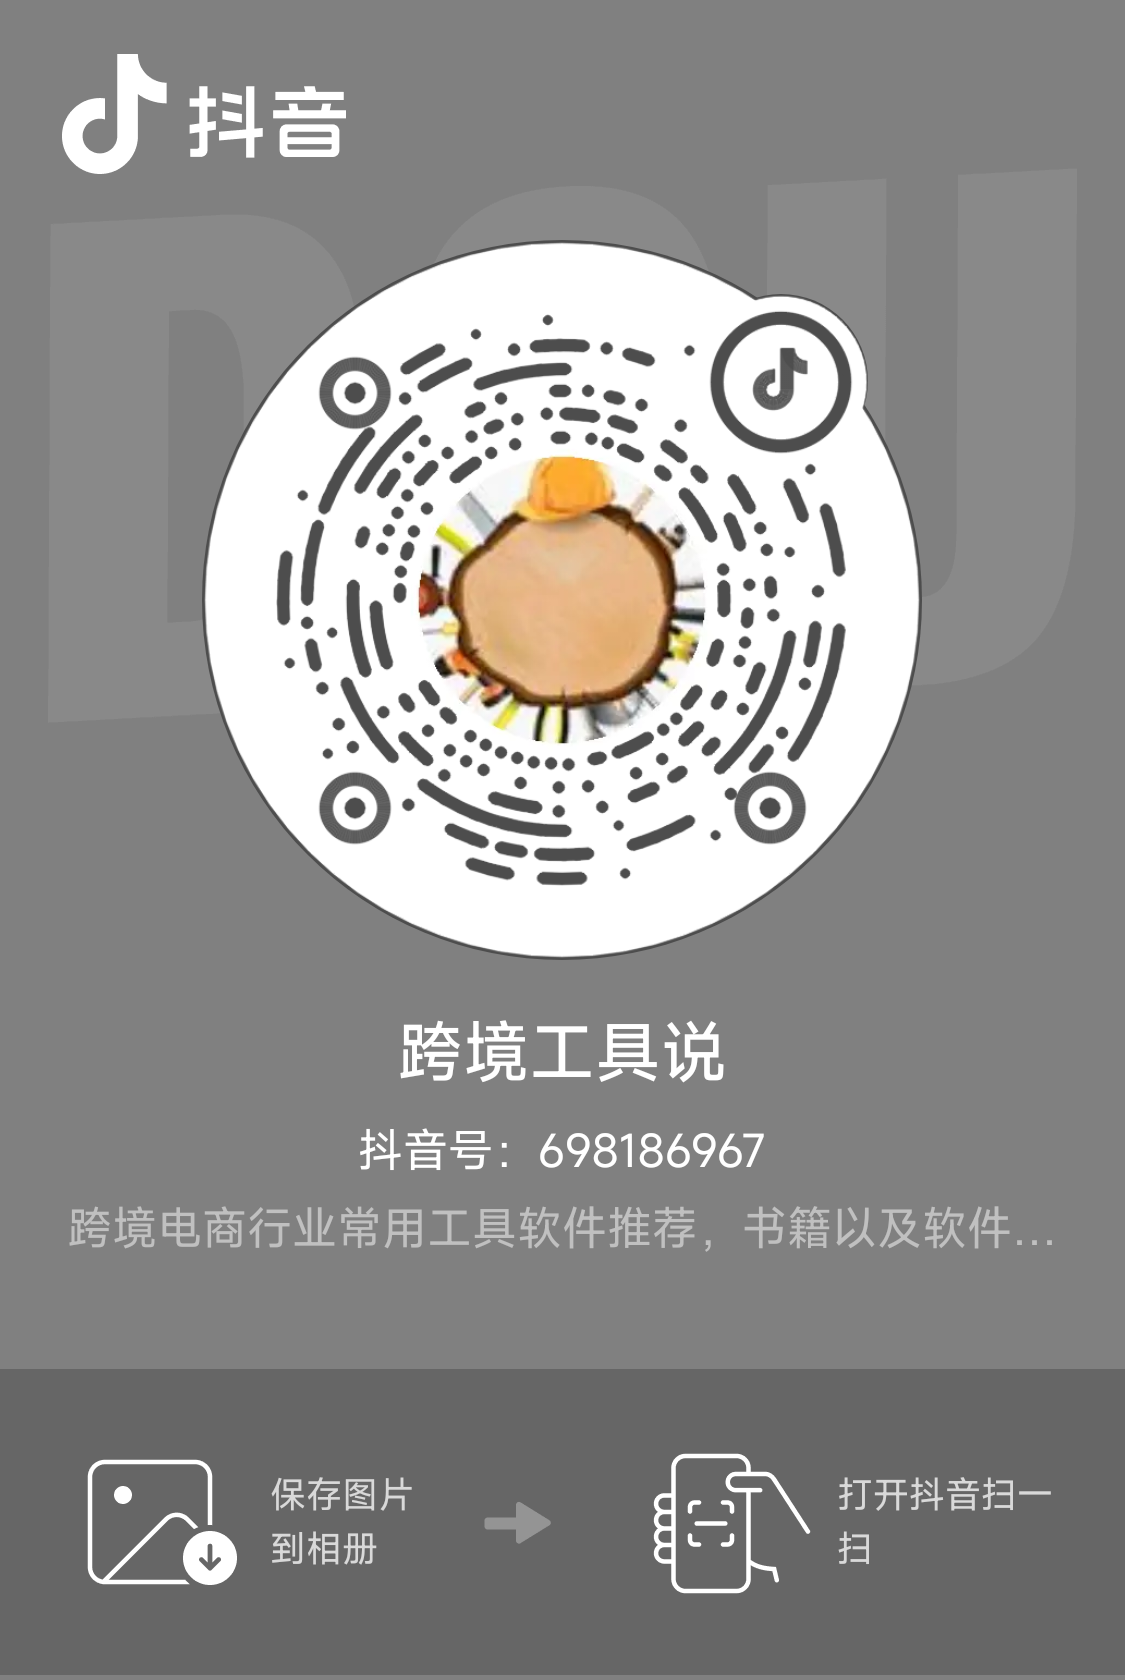 抖音
DOU
跨境工具说
抖音号：698186967
跨境电商行业常用工具软件推荐，书籍以及软件...
保存图片
到相册
打开抖音扫一
扫